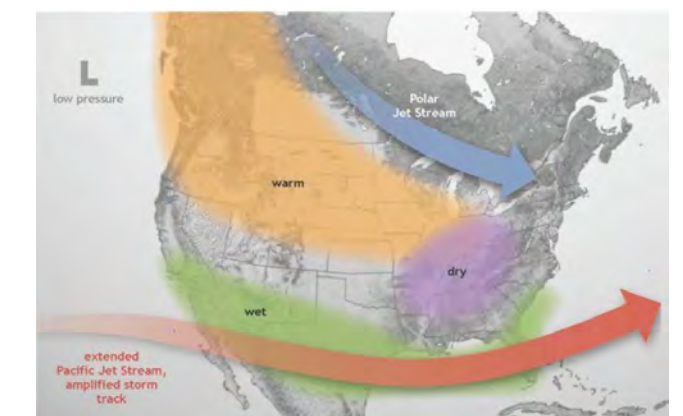 L
low pressure
Polar
Jet Stream
warm
dry
wet
extended
Pacific Jet Stream,
amplified storm
track